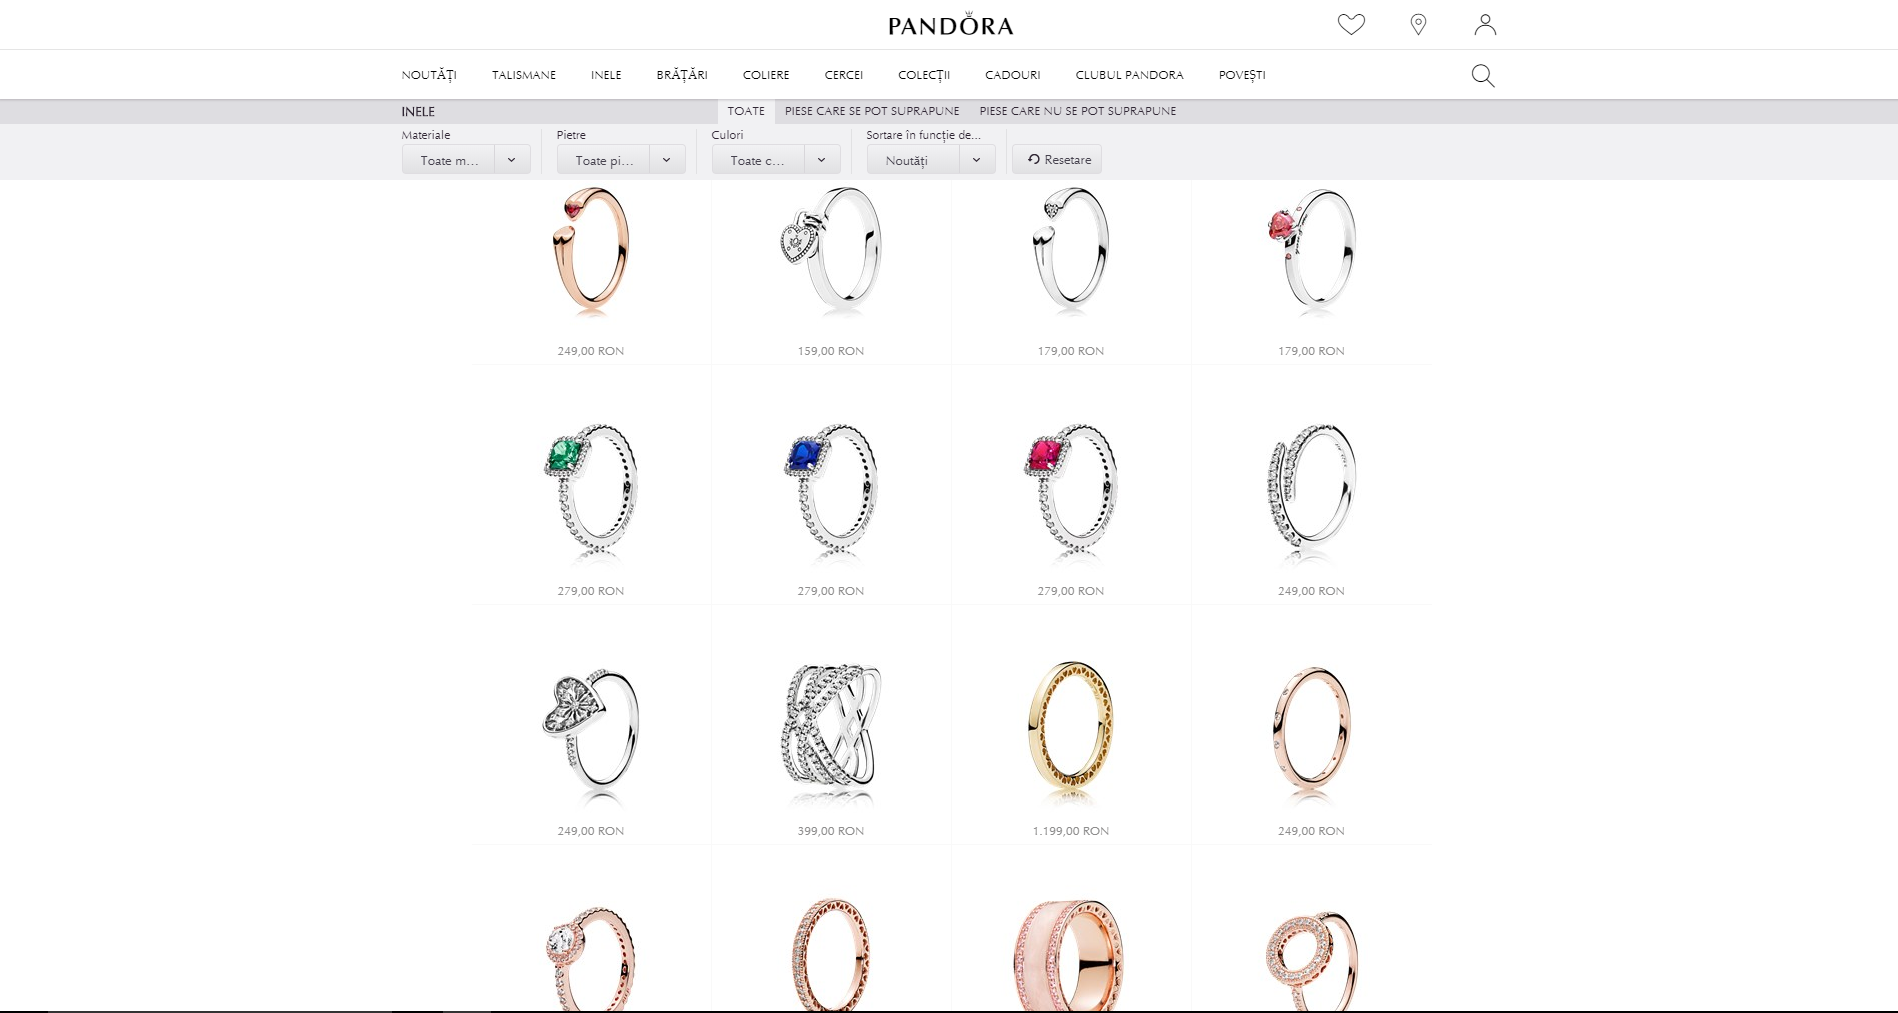 PANDÓRA
NOUTĂȚI TALISMANE INELE BRĂȚĂRI COLIERE CERCEI COLECȚII CADOURI CLUBUL PANDORA POVEȘTI
INELE TOATE PIESE CARE SE POT SUPRAPUNE PIESE CARE NU SE POT SUPRAPUNE
Materiale Pietre Culori Sortare în funcție de...
Toate m... Toate pi... Toate c... Noutăți Resetare
249,00 RON 159,00 RON 179,00 RON 179,00 RON
279,00 RON 279,00 RON 279,00 RON 249,00 RON
249,00 RON 399,00 RON 1.199,00 RON 249,00 RON